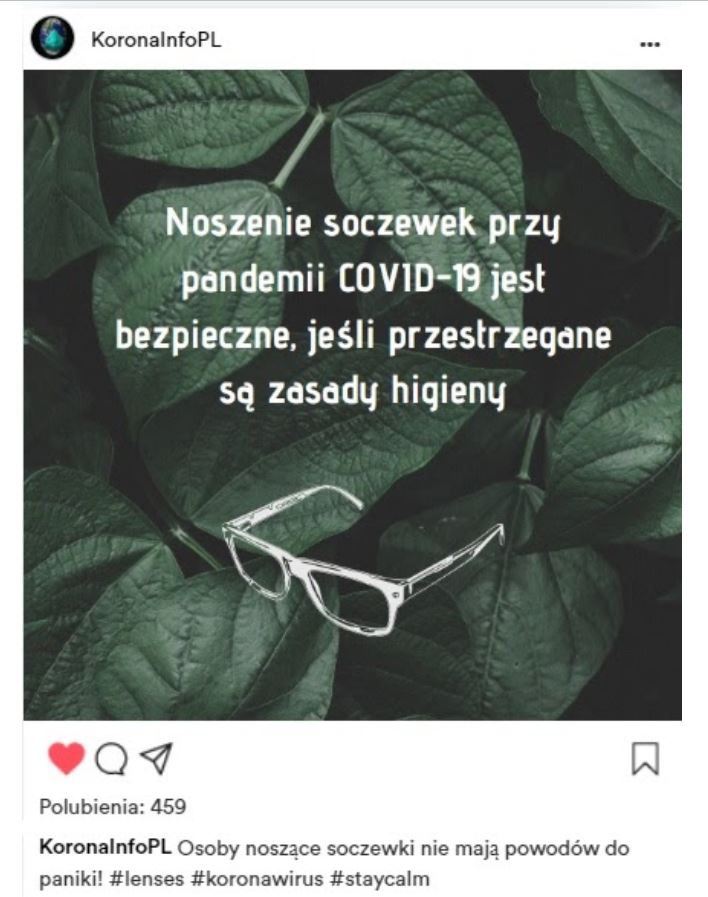 KoronaInfoPL
Noszenie soczewek przy
pandemii COVID-19 jest
bezpieczne, jeśli przestrzegane
są zasady higieny
Polubienia: 459
KoronaInfoPL Osoby noszące soczewki nie mają powodów do
paniki! #lenses #koronawirus #staycalm